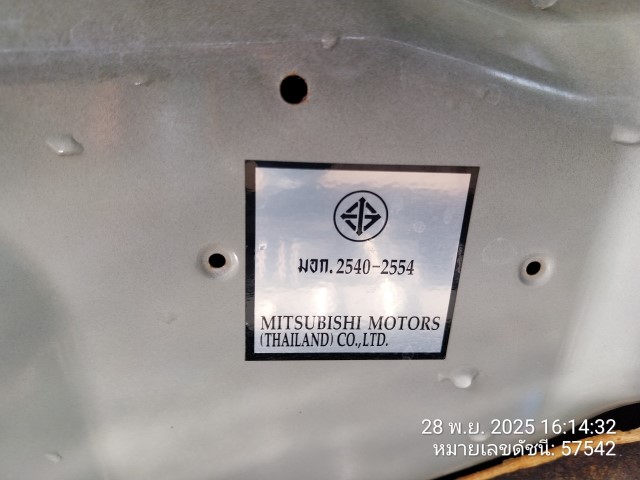 มอก.2540-2554
MITSUBISHI MOTORS
(THAILAND) CO.,LTD.
28 พ.ย. 2025 16:14:32
หมายเลขดัชนี: 57542